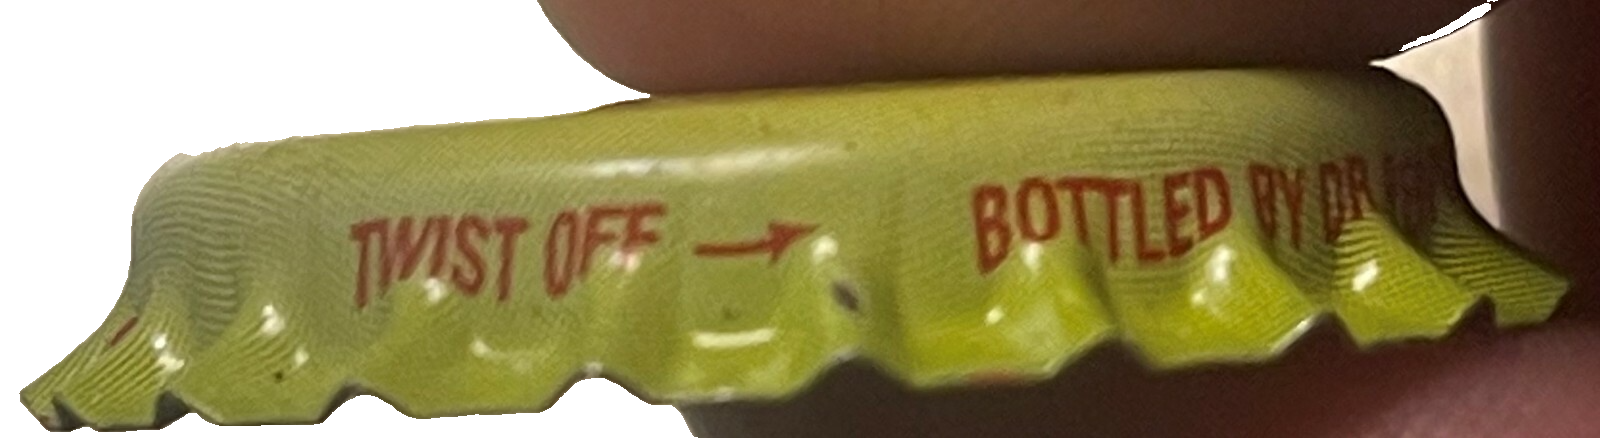 TWIST OFF → BOTTLED BY DR